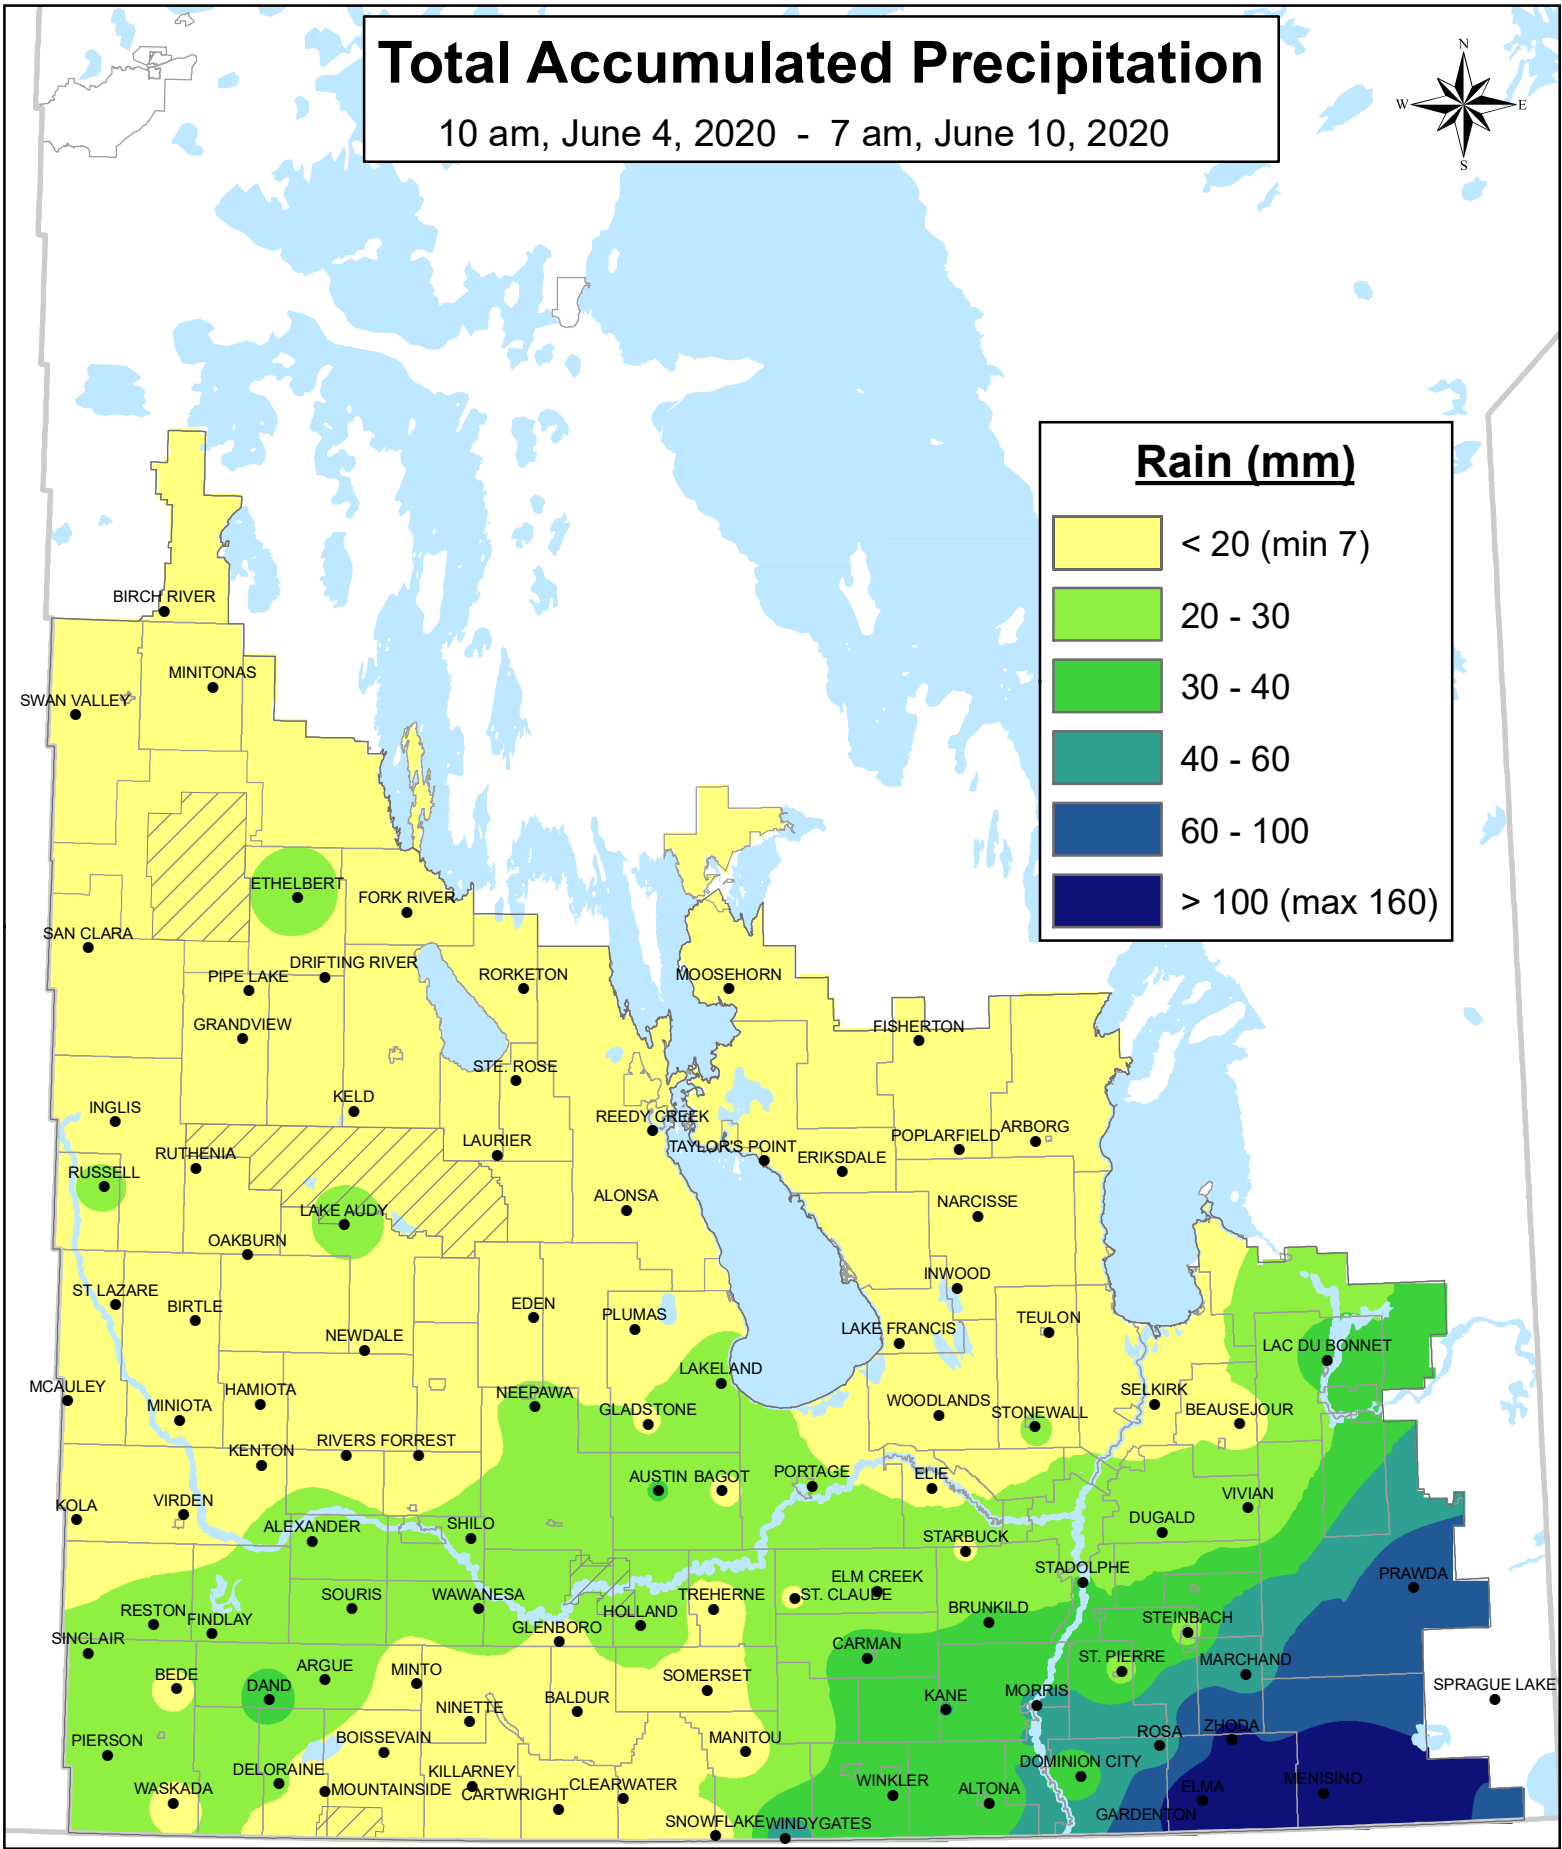 Total Accumulated Precipitation
10 am, June 4, 2020 - 7 am, June 10, 2020
N
W
E
S
Rain (mm)
< 20 (min 7)
20 - 30
30 - 40
40 - 60
60 - 100
> 100 (max 160)
BIRCH RIVER
MINITONAS
SWAN VALLEY
ETHELBERT
FORK RIVER
SAN CLARA
DRIFTING RIVER
PIPE LAKE
RORKETON
MOOSEHORN
GRANDVIEW
FISHERTON
STE. ROSE
KELD
INGLIS
REEDY CREEK
ARBORG
POPLARFIELD
LAURIER
TAYLOR'S POINT
RUTHENIA
ERIKSDALE
RUSSELL
ALONSA
NARCISSE
LAKE AUDY
OAKBURN
INWOOD
ST LAZARE
BIRTLE
EDEN
PLUMAS
TEULON
LAKE FRANCIS
NEWDALE
LAC DU BONNET
LAKELAND
MCAULEY
HAMIOTA
NEEPAWA
SELKIRK
MINIOTA
GLADSTONE
WOODLANDS
STONEWALL
BEAUSEJOUR
RIVERS
FORREST
KENTON
AUSTIN
BAGOT
PORTAGE
ELIE
KOLA
VIRDEN
VIVIAN
ALEXANDER
SHILO
DUGALD
STARBUCK
STADOLPHE
ELM CREEK
PRAWDA
SOURIS
WAWANESA
TREHERNE
ST. CLAUDE
RESTON
FINDLAY
HOLLAND
BRUNKILD
STEINBACH
SINCLAIR
GLENBORO
CARMAN
ST. PIERRE
MARCHAND
BEDE
ARGUE
MINTO
SOMERSET
DAND
SPRAGUE LAKE
NINETTE
BALDUR
KANE
MORRIS
PIERSON
BOISSEVAIN
MANITOU
ROSA
ZHODA
DOMINION CITY
DELORAINE
KILLARNEY
WASKADA
MOUNTAINSIDE
CARTWRIGHT
CLEARWATER
WINKLER
ALTONA
ELMA
MENISINO
GARDENTON
SNOWFLAKE
WINDYGATES